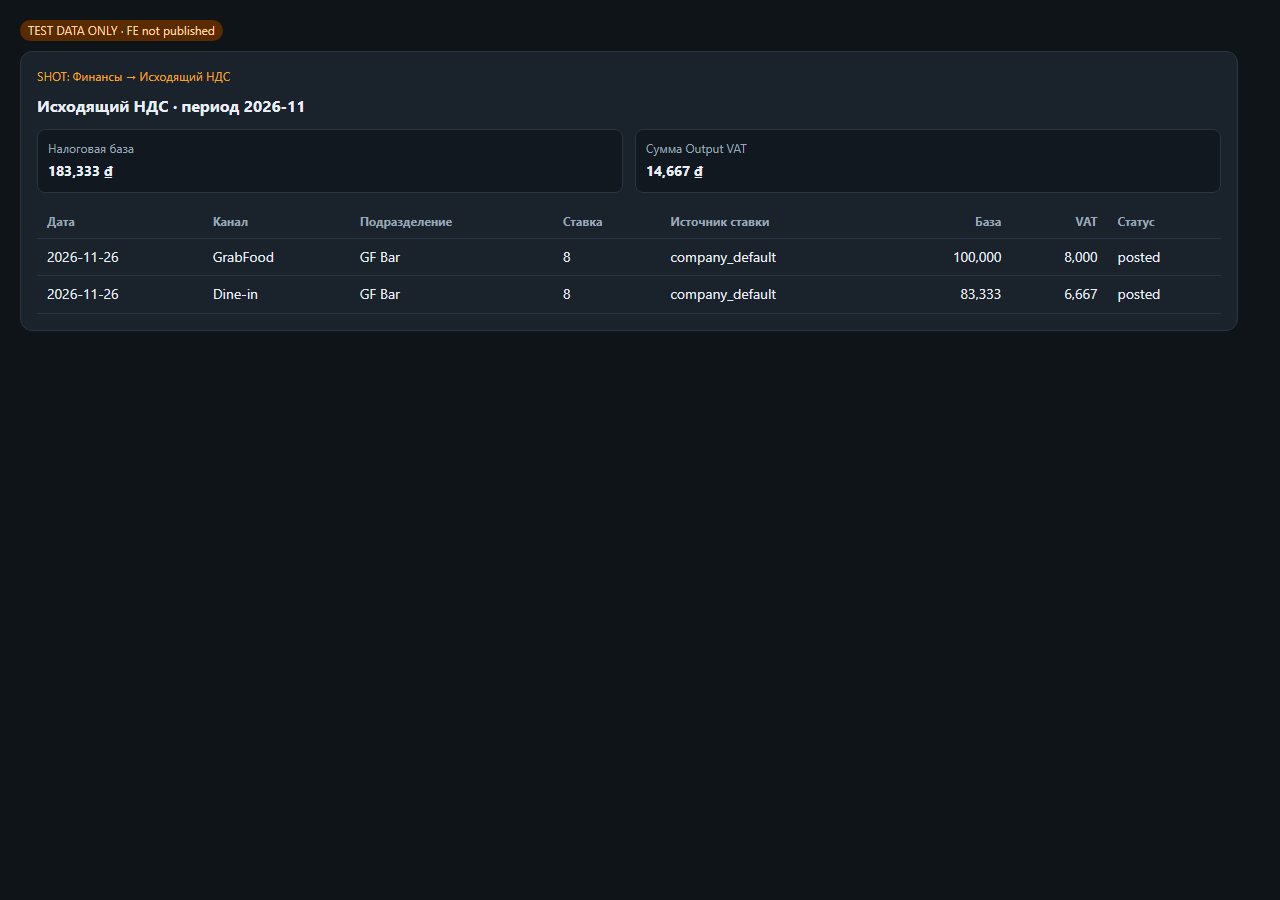 TEST DATA ONLY · FE not published
SHOT: Финансы → Исходящий НДС
Исходящий НДС · период 2026-11
Налоговая база
183,333 ₫
Сумма Output VAT
14,667 ₫
Дата Канал Подразделение Ставка Источник ставки База VAT Статус
2026-11-26 GrabFood GF Bar 8 company_default 100,000 8,000 posted
2026-11-26 Dine-in GF Bar 8 company_default 83,333 6,667 posted